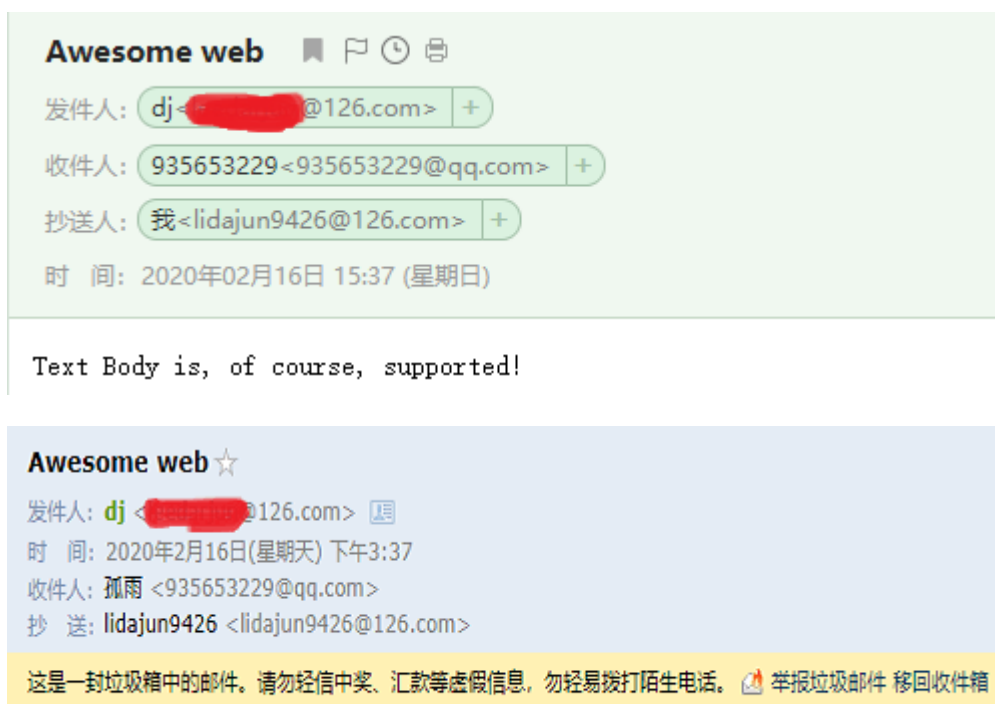 Awesome web
发件人: dj< @126.com> +
收件人: 935653229<935653229@qq.com> +
抄送人: 我<lidajun9426@126.com> +
时 间: 2020年02月16日 15:37 (星期日)
Text Body is, of course, supported!
Awesome web
发件人: dj < @126.com>
时 间: 2020年2月16日(星期天) 下午3:37
收件人: 孤雨 <935653229@qq.com>
抄 送: lidajun9426 <lidajun9426@126.com>
这是一封垃圾箱中的邮件。请勿轻信中奖、汇款等虚假信息，勿轻易拨打陌生电话。 举报垃圾邮件 移回收件箱